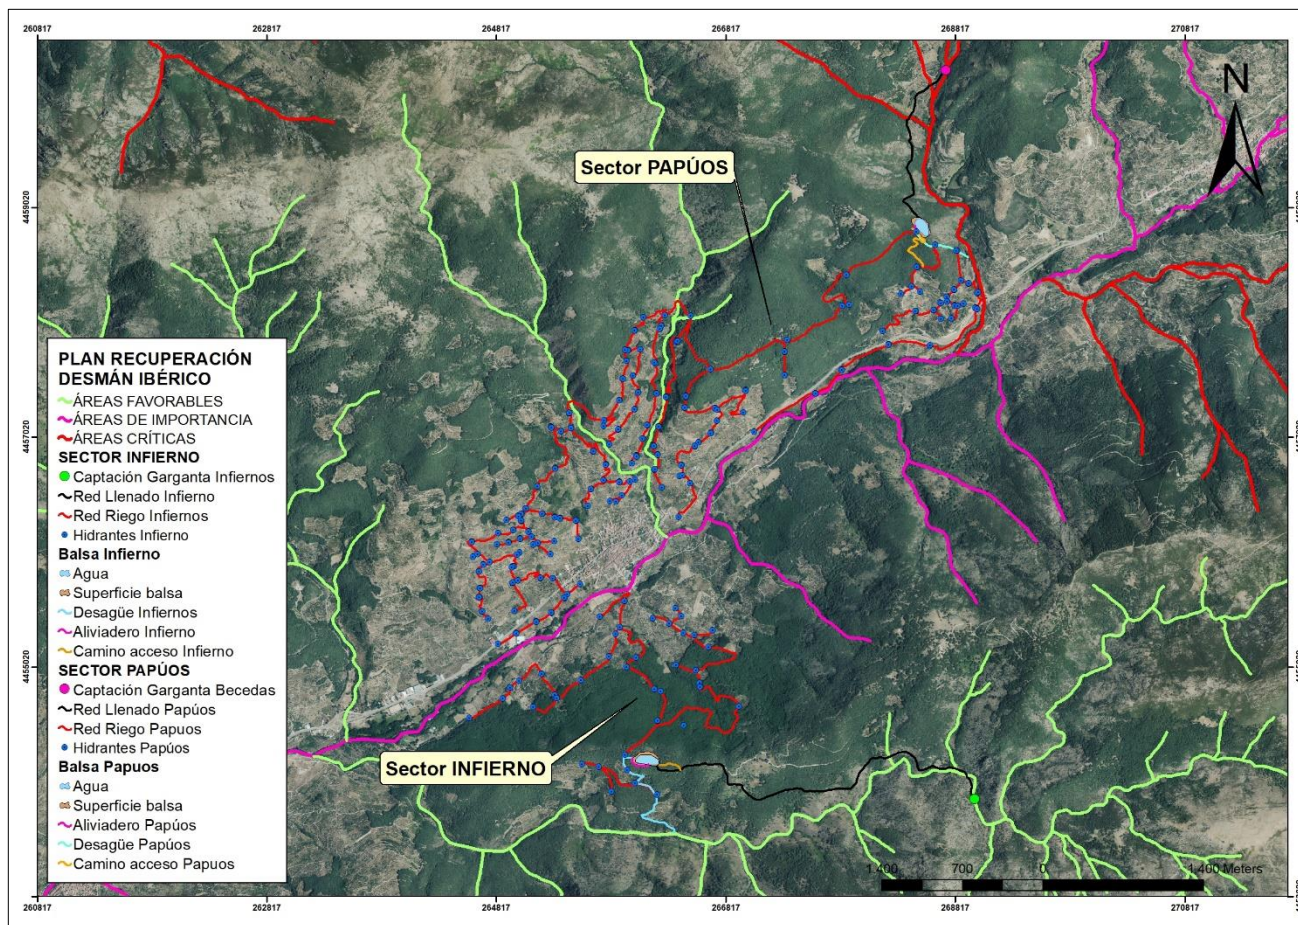 260817 262817 264817 266817 268817 270817
N
Sector PAPÚOS
4459020
4457020
4457020
4455020
PLAN RECUPERACIÓN
DESMÁN IBÉRICO
ÁREAS FAVORABLES
ÁREAS DE IMPORTANCIA
ÁREAS CRÍTICAS
SECTOR INFIERNO
Captación Garganta Infiernos
Red Llenado Infierno
Red Riego Infiernos
Hidrantes Infierno
Balsa Infierno
Agua
Superficie balsa
Desagüe Infiernos
Aliviadero Infierno
Camino acceso Infierno
SECTOR PAPÚOS
Captación Garganta Becedas
Red Llenado Papúos
Red Riego Papuos
Hidrantes Papúos
Balsa Papuos
Agua
Superficie balsa
Aliviadero Papúos
Desagüe Papúos
Camino acceso Papuos
Sector INFIERNO
1.400 700 0 1.400 Meters
260817 262817 264817 266817 268817 270817